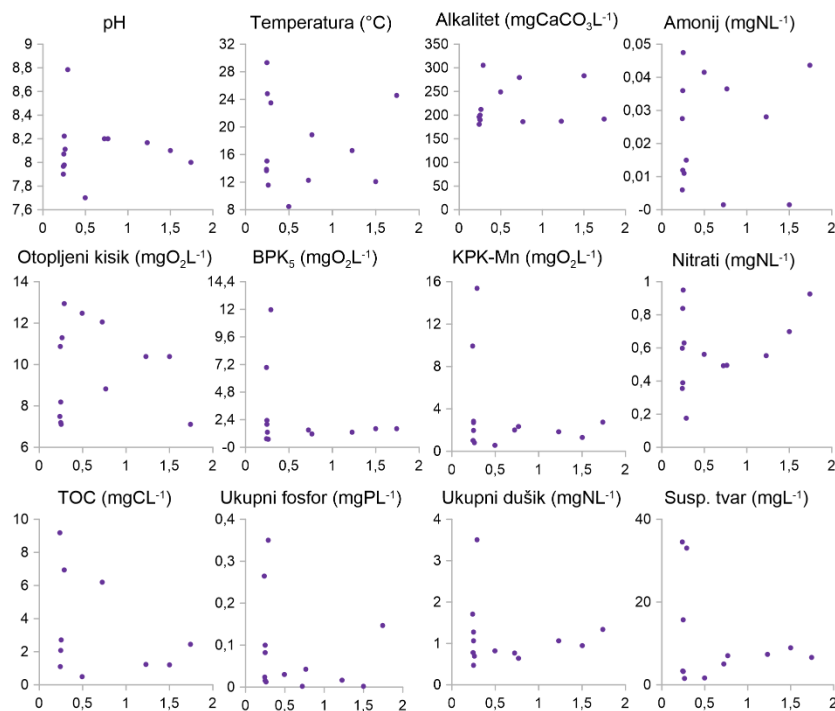 pH
9
8,8
8,6
8,4
8,2
8
7,8
7,6
0 0,5 1 1,5 2
Temperatura (°C)
32
28
24
20
16
12
8
0 0,5 1 1,5 2
Alkalitet (mgCaCO₃L⁻¹)
350
300
250
200
150
100
50
0
0 0,5 1 1,5 2
Amonij (mgNL⁻¹)
0,05
0,04
0,03
0,02
0,01
-0
0 0,5 1 1,5 2
Otopljeni kisik (mgO₂L⁻¹)
14
12
10
8
6
0 0,5 1 1,5 2
BPK₅ (mgO₂L⁻¹)
14,4
12
9,6
7,2
4,8
2,4
-0
0 0,5 1 1,5 2
KPK-Mn (mgO₂L⁻¹)
16
12
8
4
0
0 0,5 1 1,5 2
Nitrati (mgNL⁻¹)
1
0,8
0,6
0,4
0,2
0
0 0,5 1 1,5 2
TOC (mgCL⁻¹)
10
8
6
4
2
0
0 0,5 1 1,5 2
Ukupni fosfor (mgPL⁻¹)
0,4
0,3
0,2
0,1
0
0 0,5 1 1,5 2
Ukupni dušik (mgNL⁻¹)
4
3
2
1
0
0 0,5 1 1,5 2
Susp. tvar (mgL⁻¹)
40
20
0
0 0,5 1 1,5 2